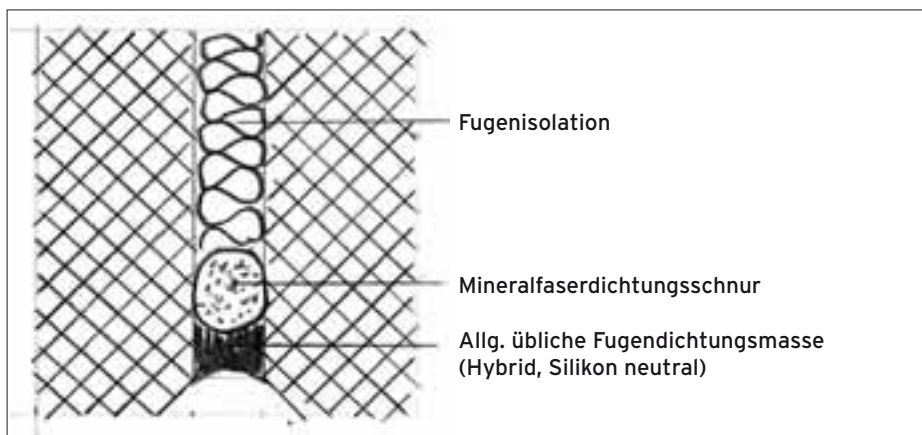 Fugenisolation
Mineralfaserdichtungsschnur
Allg. übliche Fugendichtungsmasse
(Hybrid, Silikon neutral)